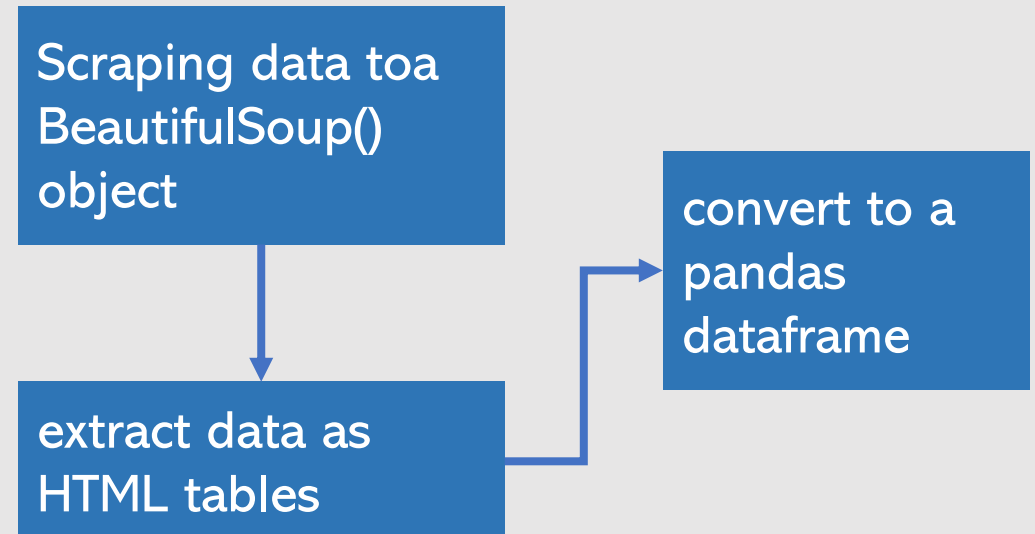 Scraping data toa
BeautifulSoup()
object
extract data as
HTML tables
convert to a
pandas
dataframe